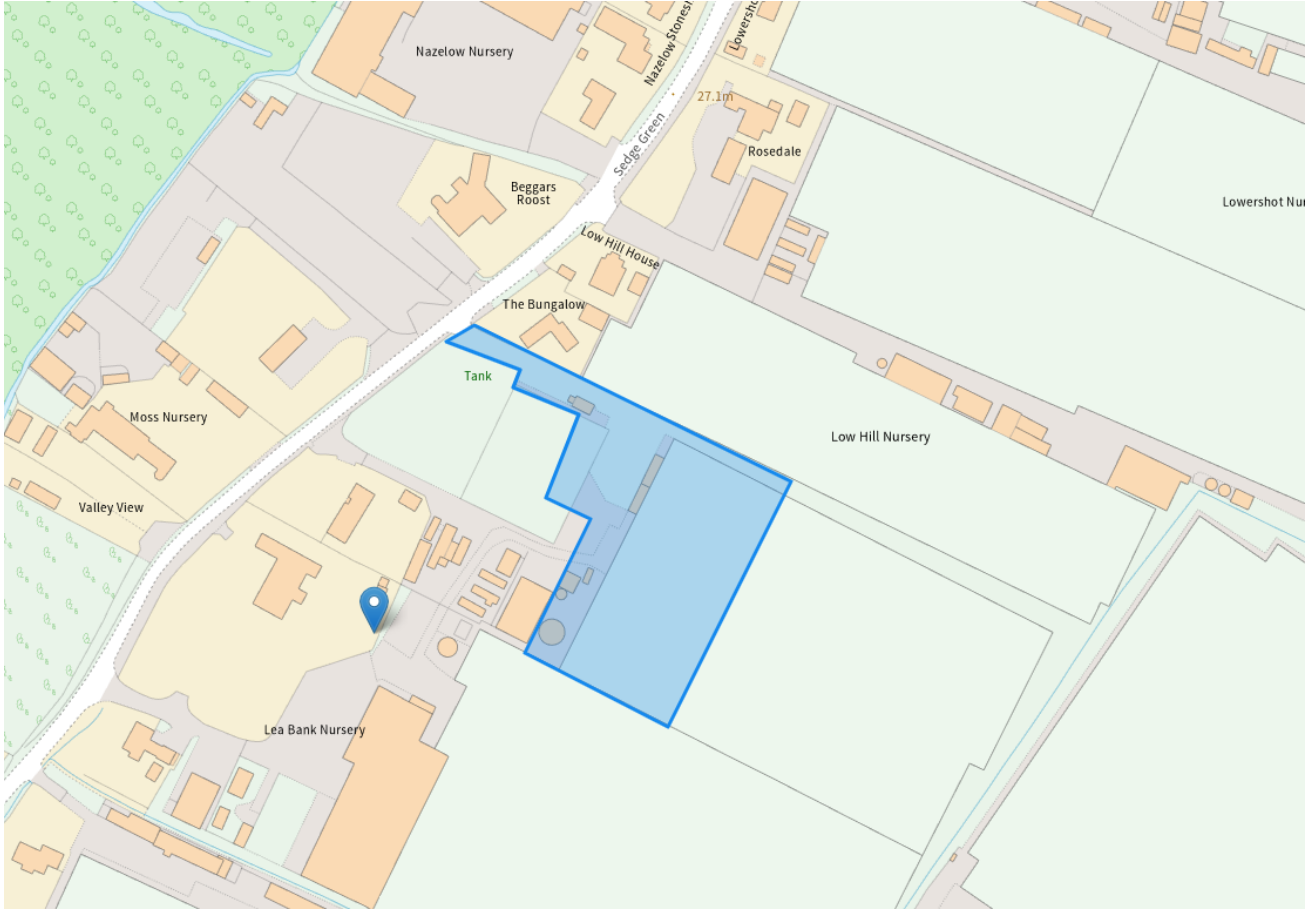 Nazelow Nursery
Nazelow Stones
Lowersho
27.1m
Sedge Green
Rosedale
Beggars
Roost
Lowershot Nur
Low Hill House
The Bungalow
Tank
Moss Nursery
Low Hill Nursery
Valley View
Lea Bank Nursery